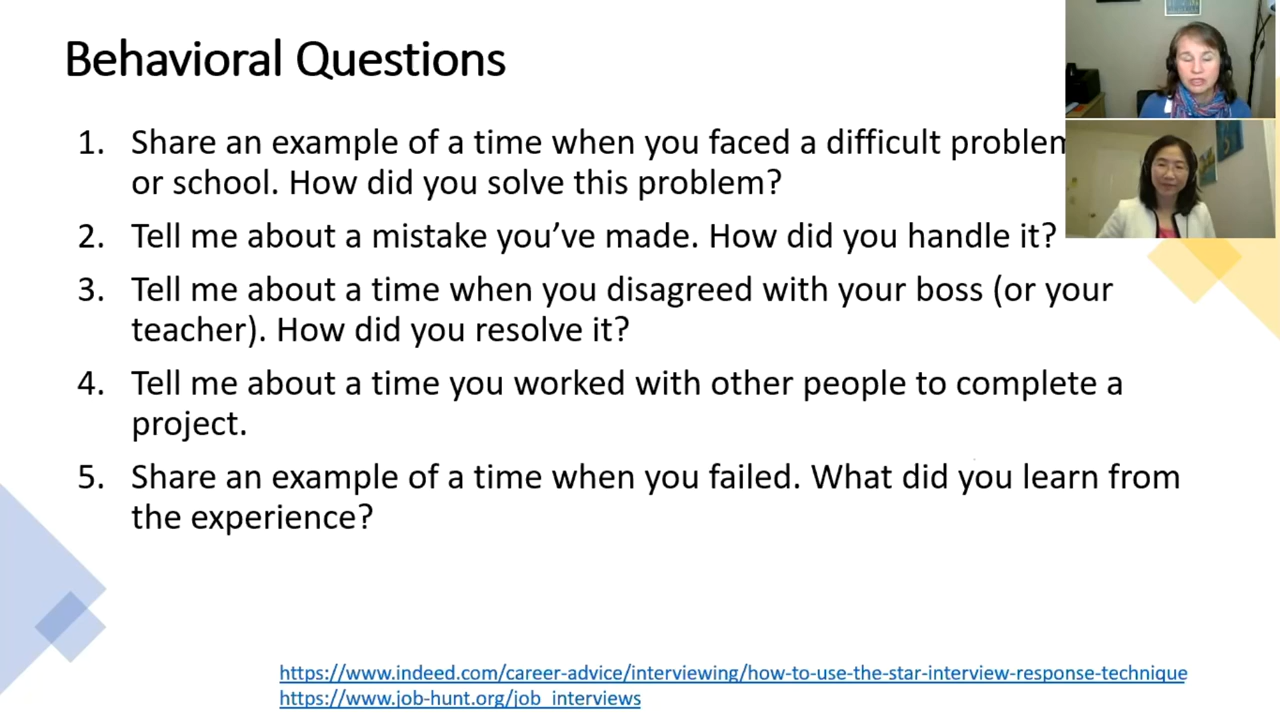 Behavioral Questions
1. Share an example of a time when you faced a difficult
or school. How did you solve this problem?
2. Tell me about a mistake you’ve made. How did you handle it?
3. Tell me about a time when you disagreed with your boss (or your
teacher). How did you resolve it?
4. Tell me about a time you worked with other people to complete a
project.
5. Share an example of a time when you failed. What did you learn from
the experience?
https://www.indeed.com/career-advice/interviewing/how-to-use-the-star-interview-response-technique
https://www.job-hunt.org/job_interviews